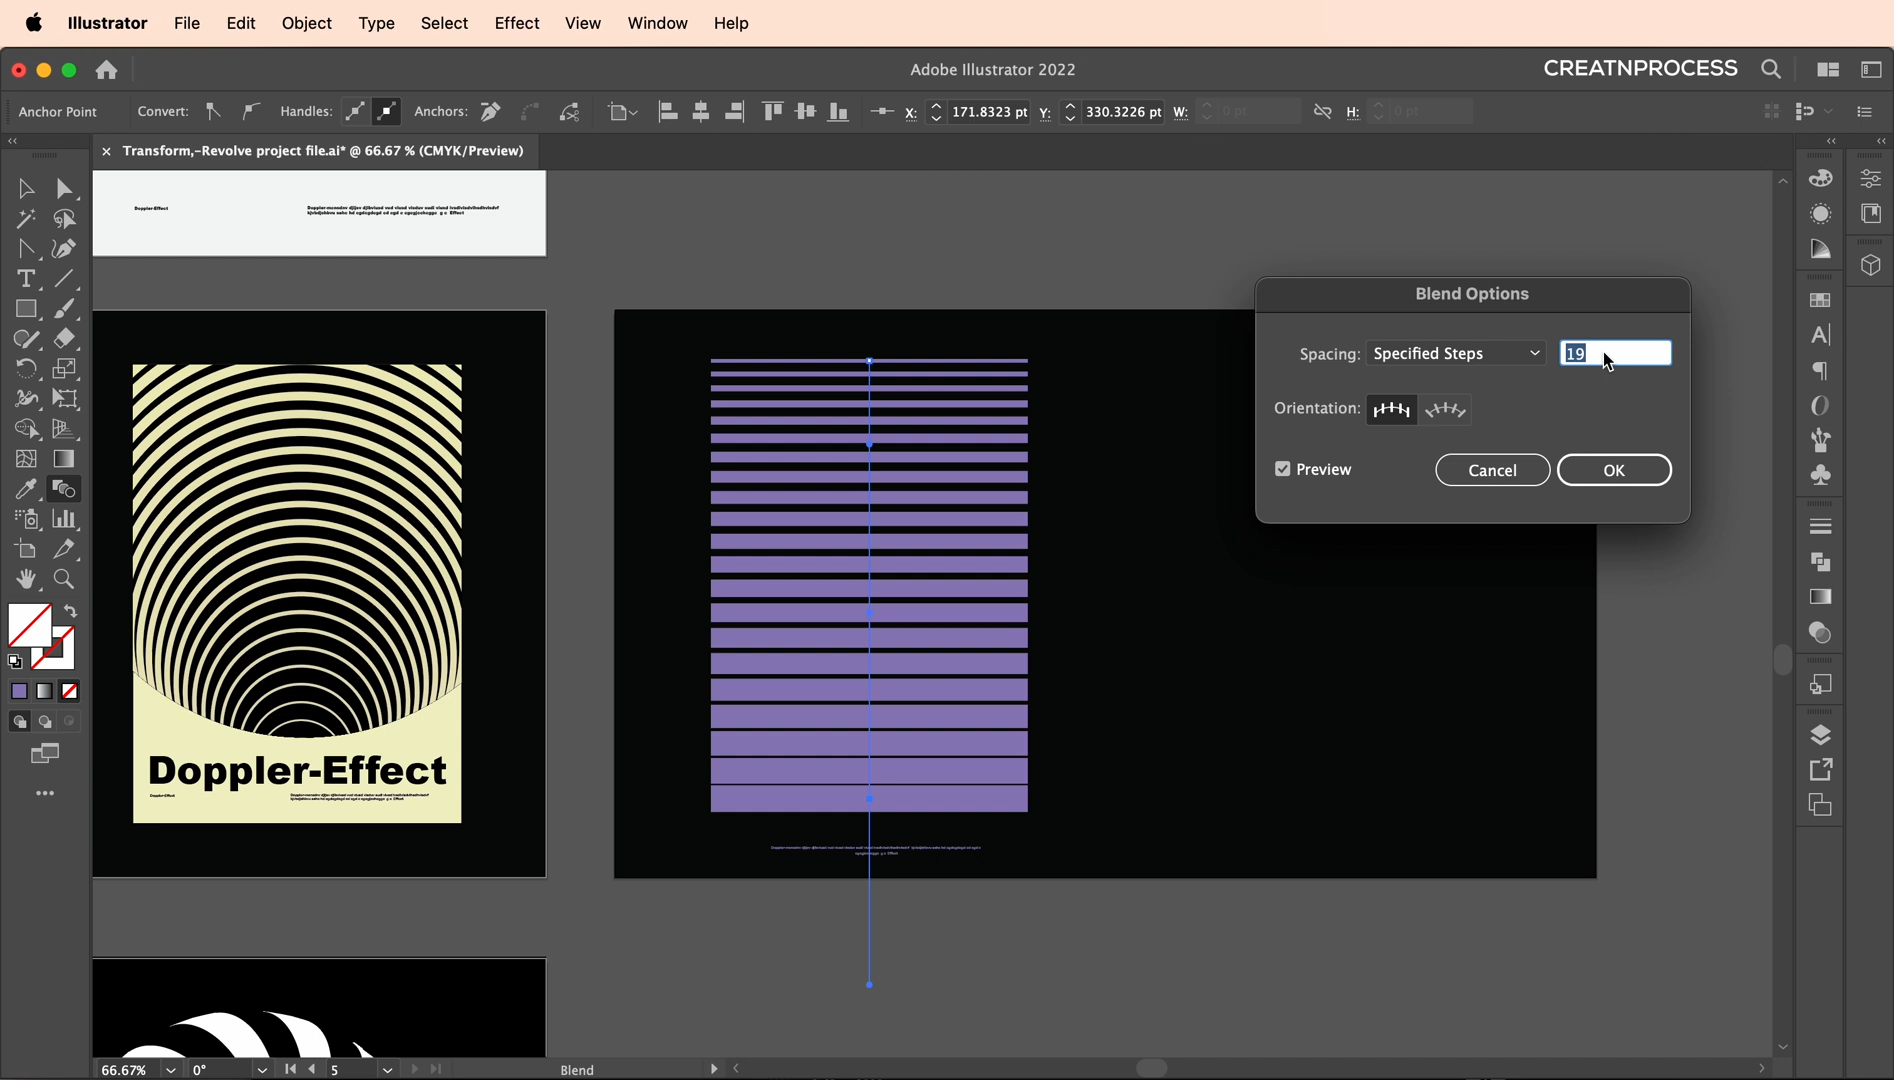 Illustrator File Edit Object Type Select Effect View Window Help
Adobe Illustrator 2022
CREATNPROCESS
Anchor Point Convert: Handles: Anchors: X: 171.8323 pt Y: 330.3226 pt W: 0 pt H: 0 pt
× Transform,-Revolve project file.ai* @ 66.67 % (CMYK/Preview)
Doppler-Effect
Blend Options
Spacing: Specified Steps 19
Orientation:
Preview Cancel OK
Doppler-Effect
Doppler-Effect
66.67% 0° 5 Blend